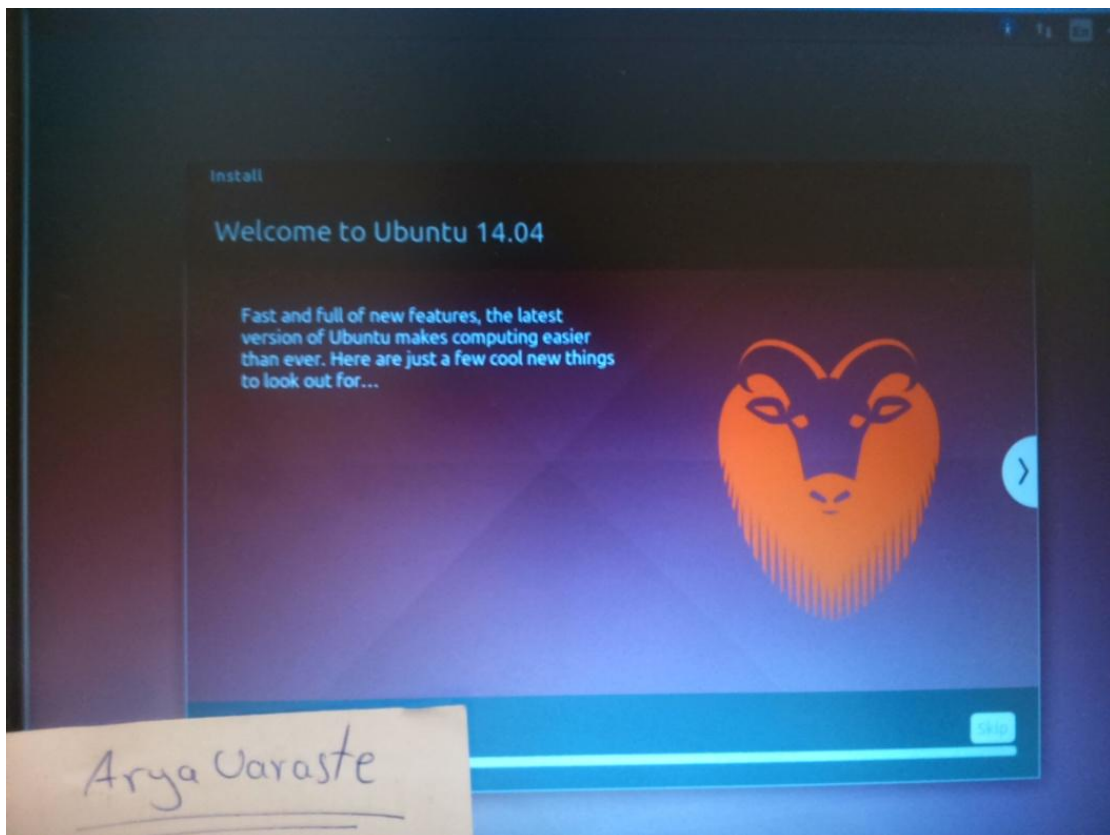 En
Install
Welcome to Ubuntu 14.04
Fast and full of new features, the latest
version of Ubuntu makes computing easier
than ever. Here are just a few cool new things
to look out for...
Skip
Arya Varaste